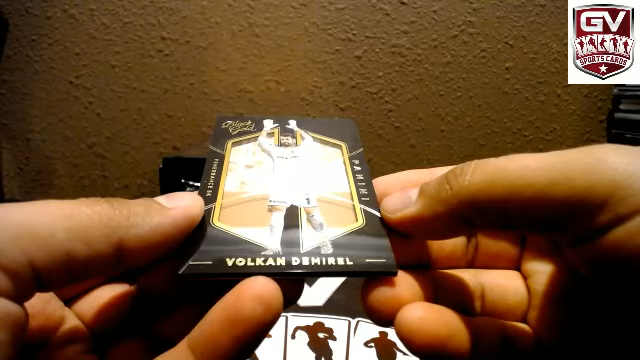 GV
SPORTS CARDS
Black
Gold
FENERBAHCE SK
PANINI
VOLKAN DEMIREL